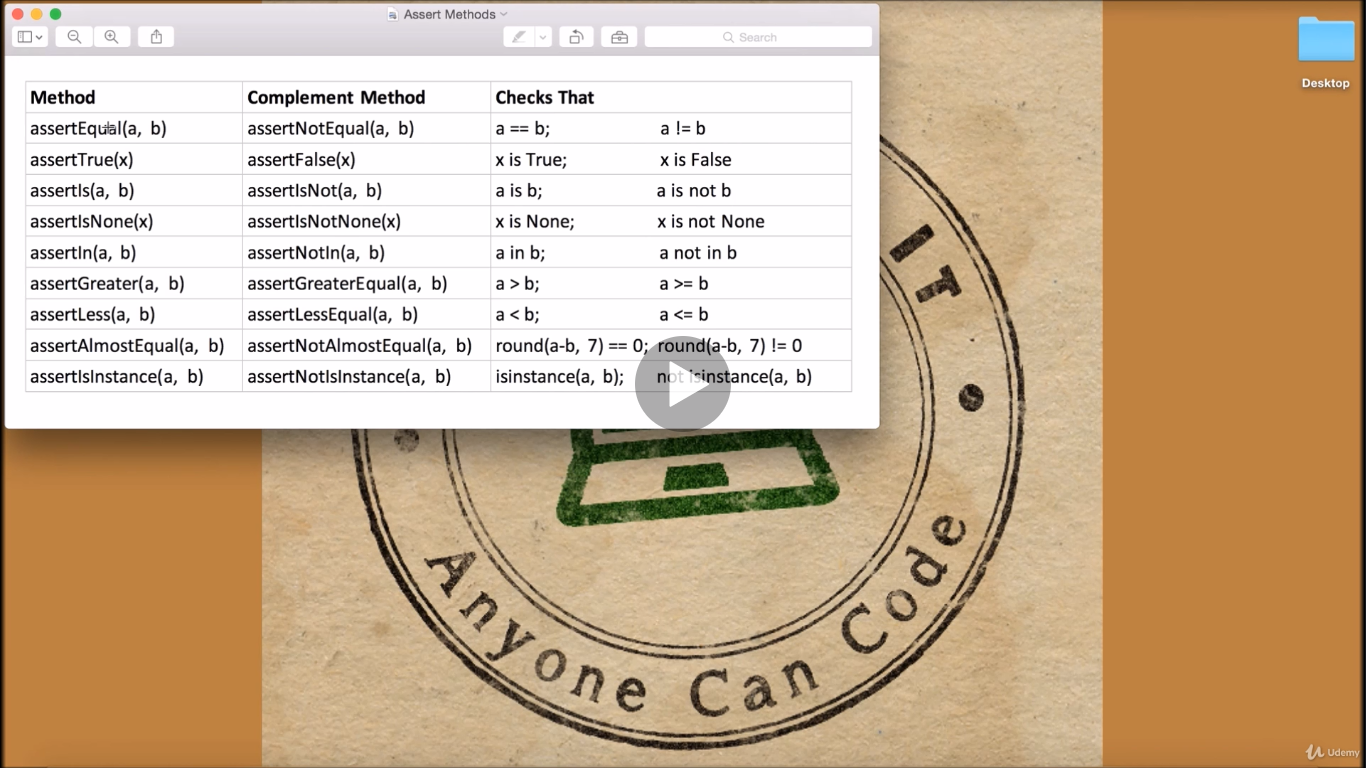 Assert Methods
Search
Desktop
Method Complement Method Checks That
assertEqual(a, b) assertNotEqual(a, b) a == b; a != b
assertTrue(x) assertFalse(x) x is True; x is False
assertIs(a, b) assertIsNot(a, b) a is b; a is not b
assertIsNone(x) assertIsNotNone(x) x is None; x is not None
assertIn(a, b) assertNotIn(a, b) a in b; a not in b
assertGreater(a, b) assertGreaterEqual(a, b) a > b; a >= b
assertLess(a, b) assertLessEqual(a, b) a < b; a <= b
assertAlmostEqual(a, b) assertNotAlmostEqual(a, b) round(a-b, 7) == 0; round(a-b, 7) != 0
assertIsInstance(a, b) assertNotIsInstance(a, b) isinstance(a, b); not isinstance(a, b)
IT
Anyone Can Code
Udemy